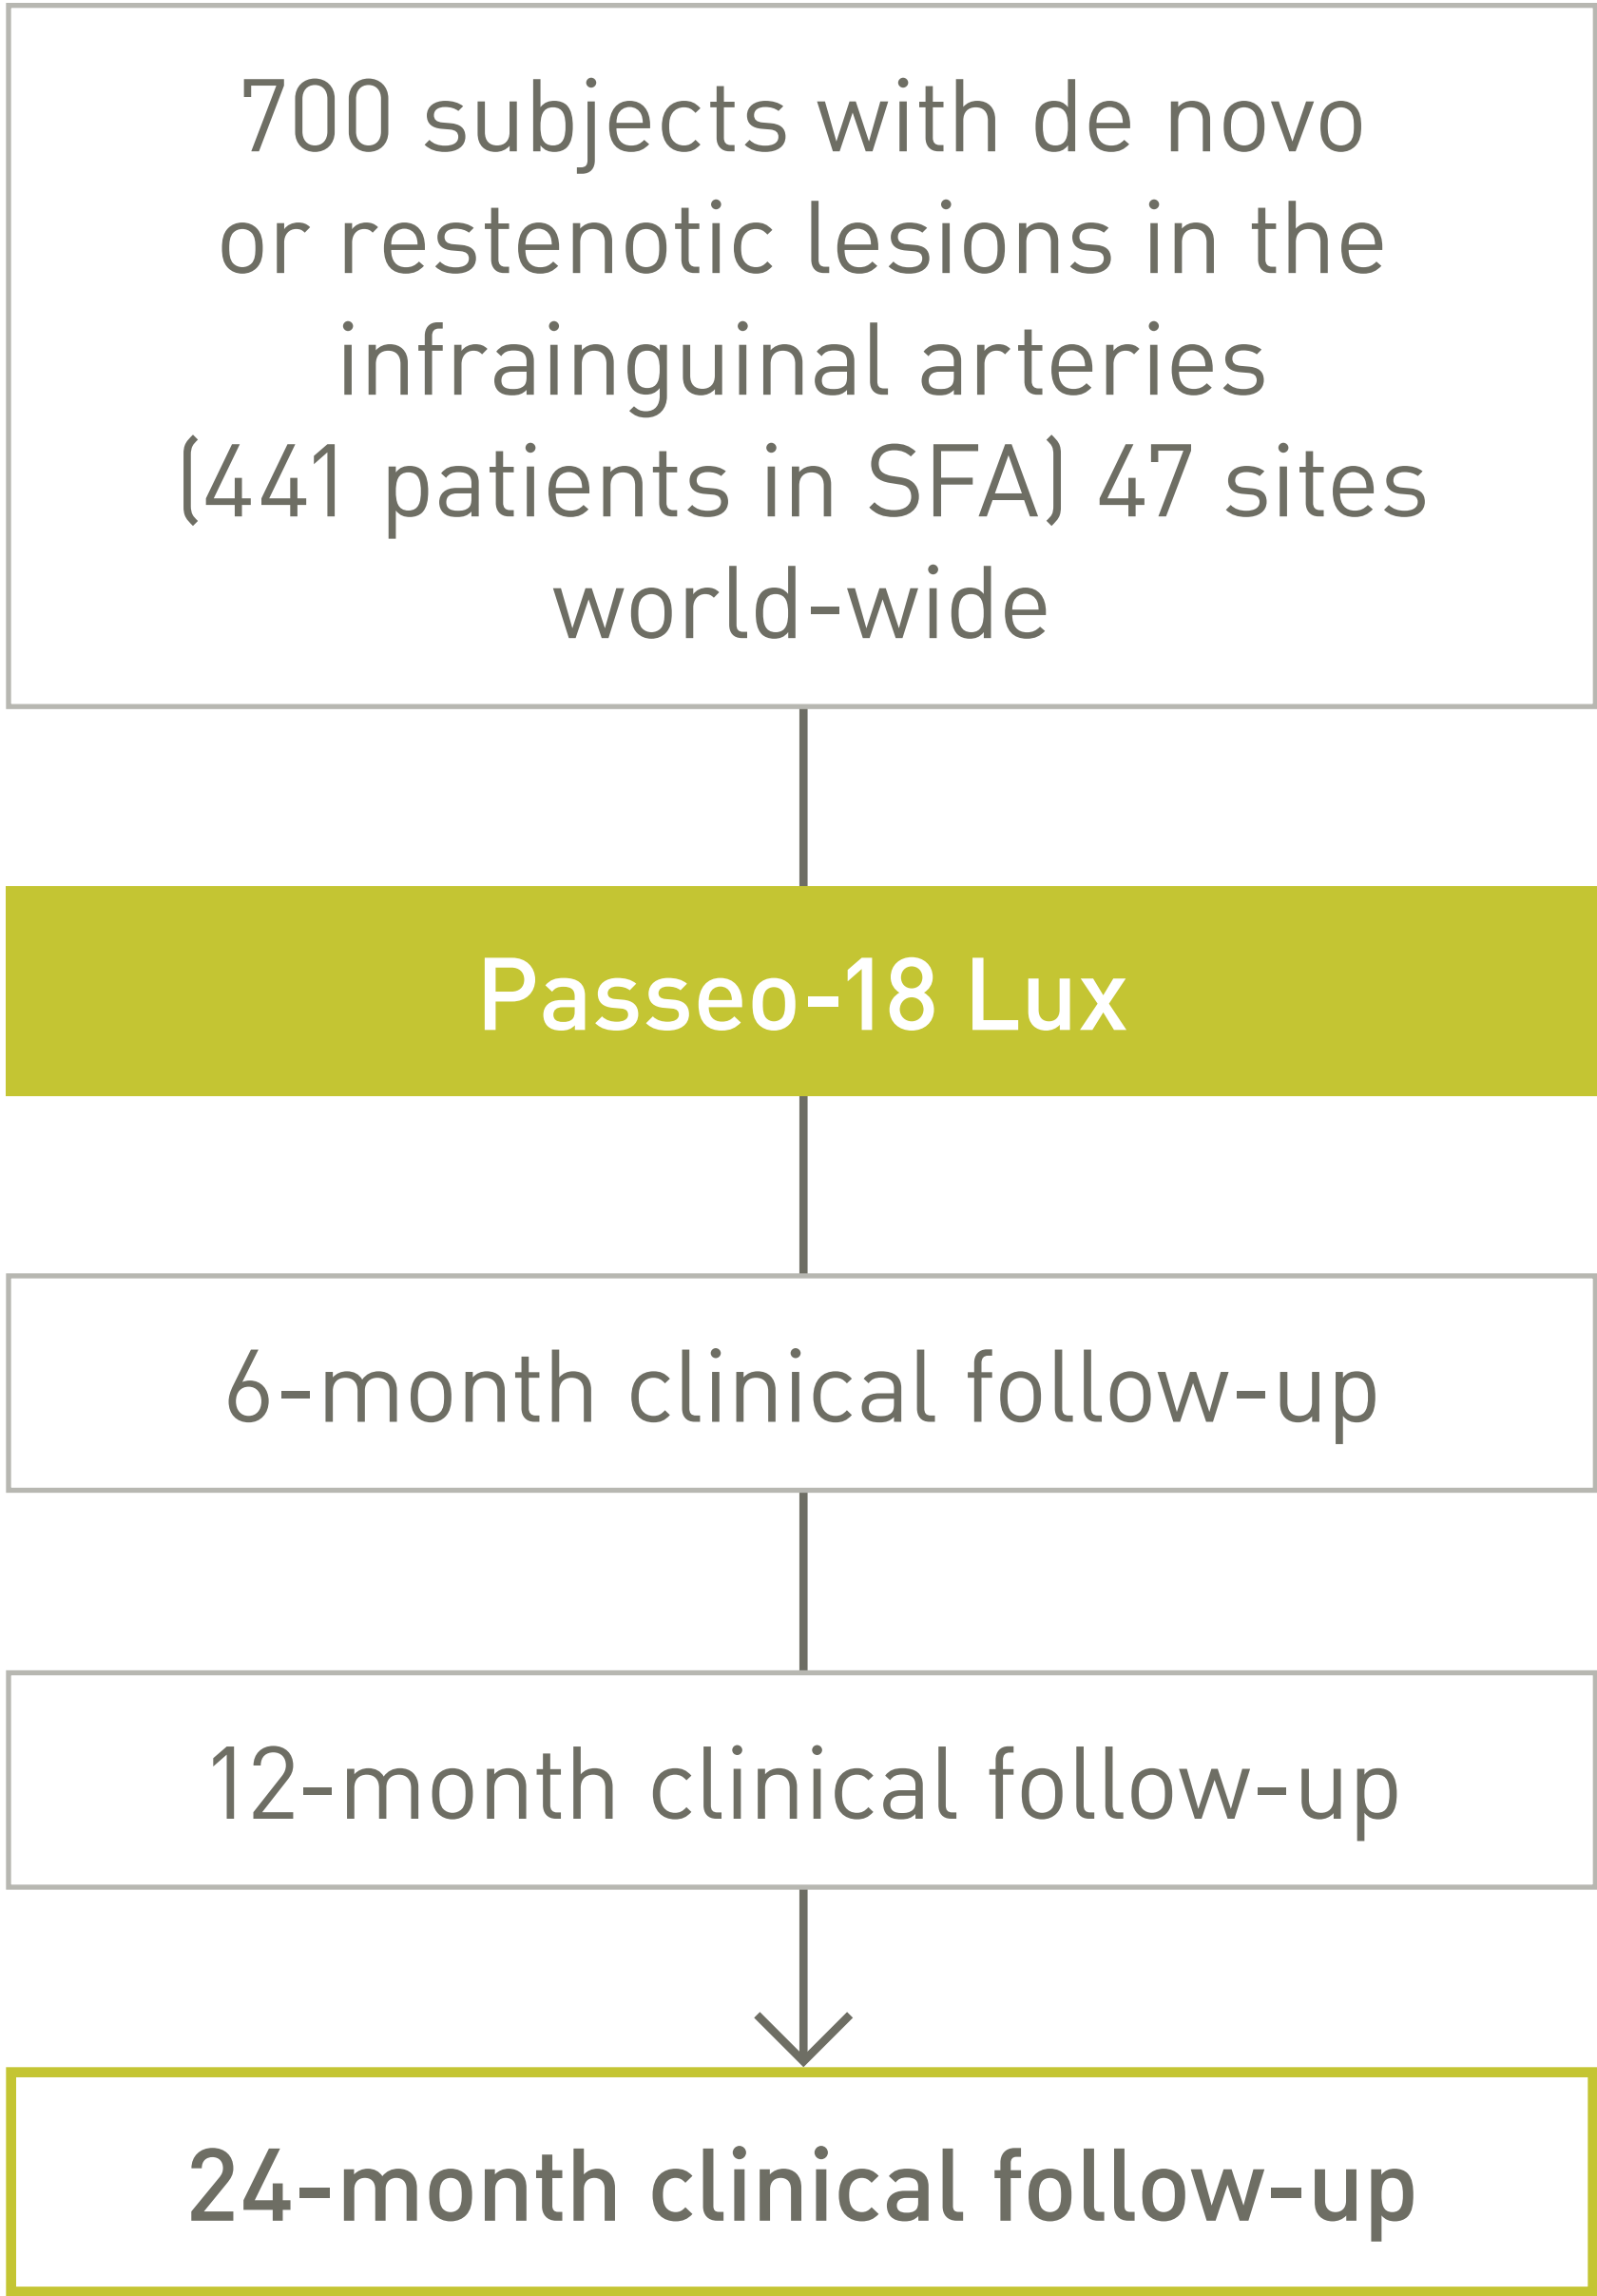 700 subjects with de novo
or restenotic lesions in the
infrainguinal arteries
(441 patients in SFA) 47 sites
world-wide
Passeo-18 Lux
6-month clinical follow-up
12-month clinical follow-up
24-month clinical follow-up